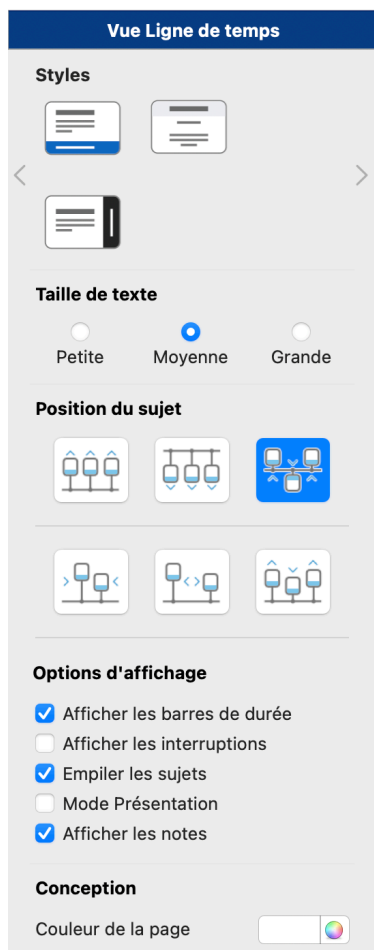 Vue Ligne de temps
Styles
Taille de texte
Petite Moyenne Grande
Position du sujet
Options d'affichage
Afficher les barres de durée
Afficher les interruptions
Empiler les sujets
Mode Présentation
Afficher les notes
Conception
Couleur de la page